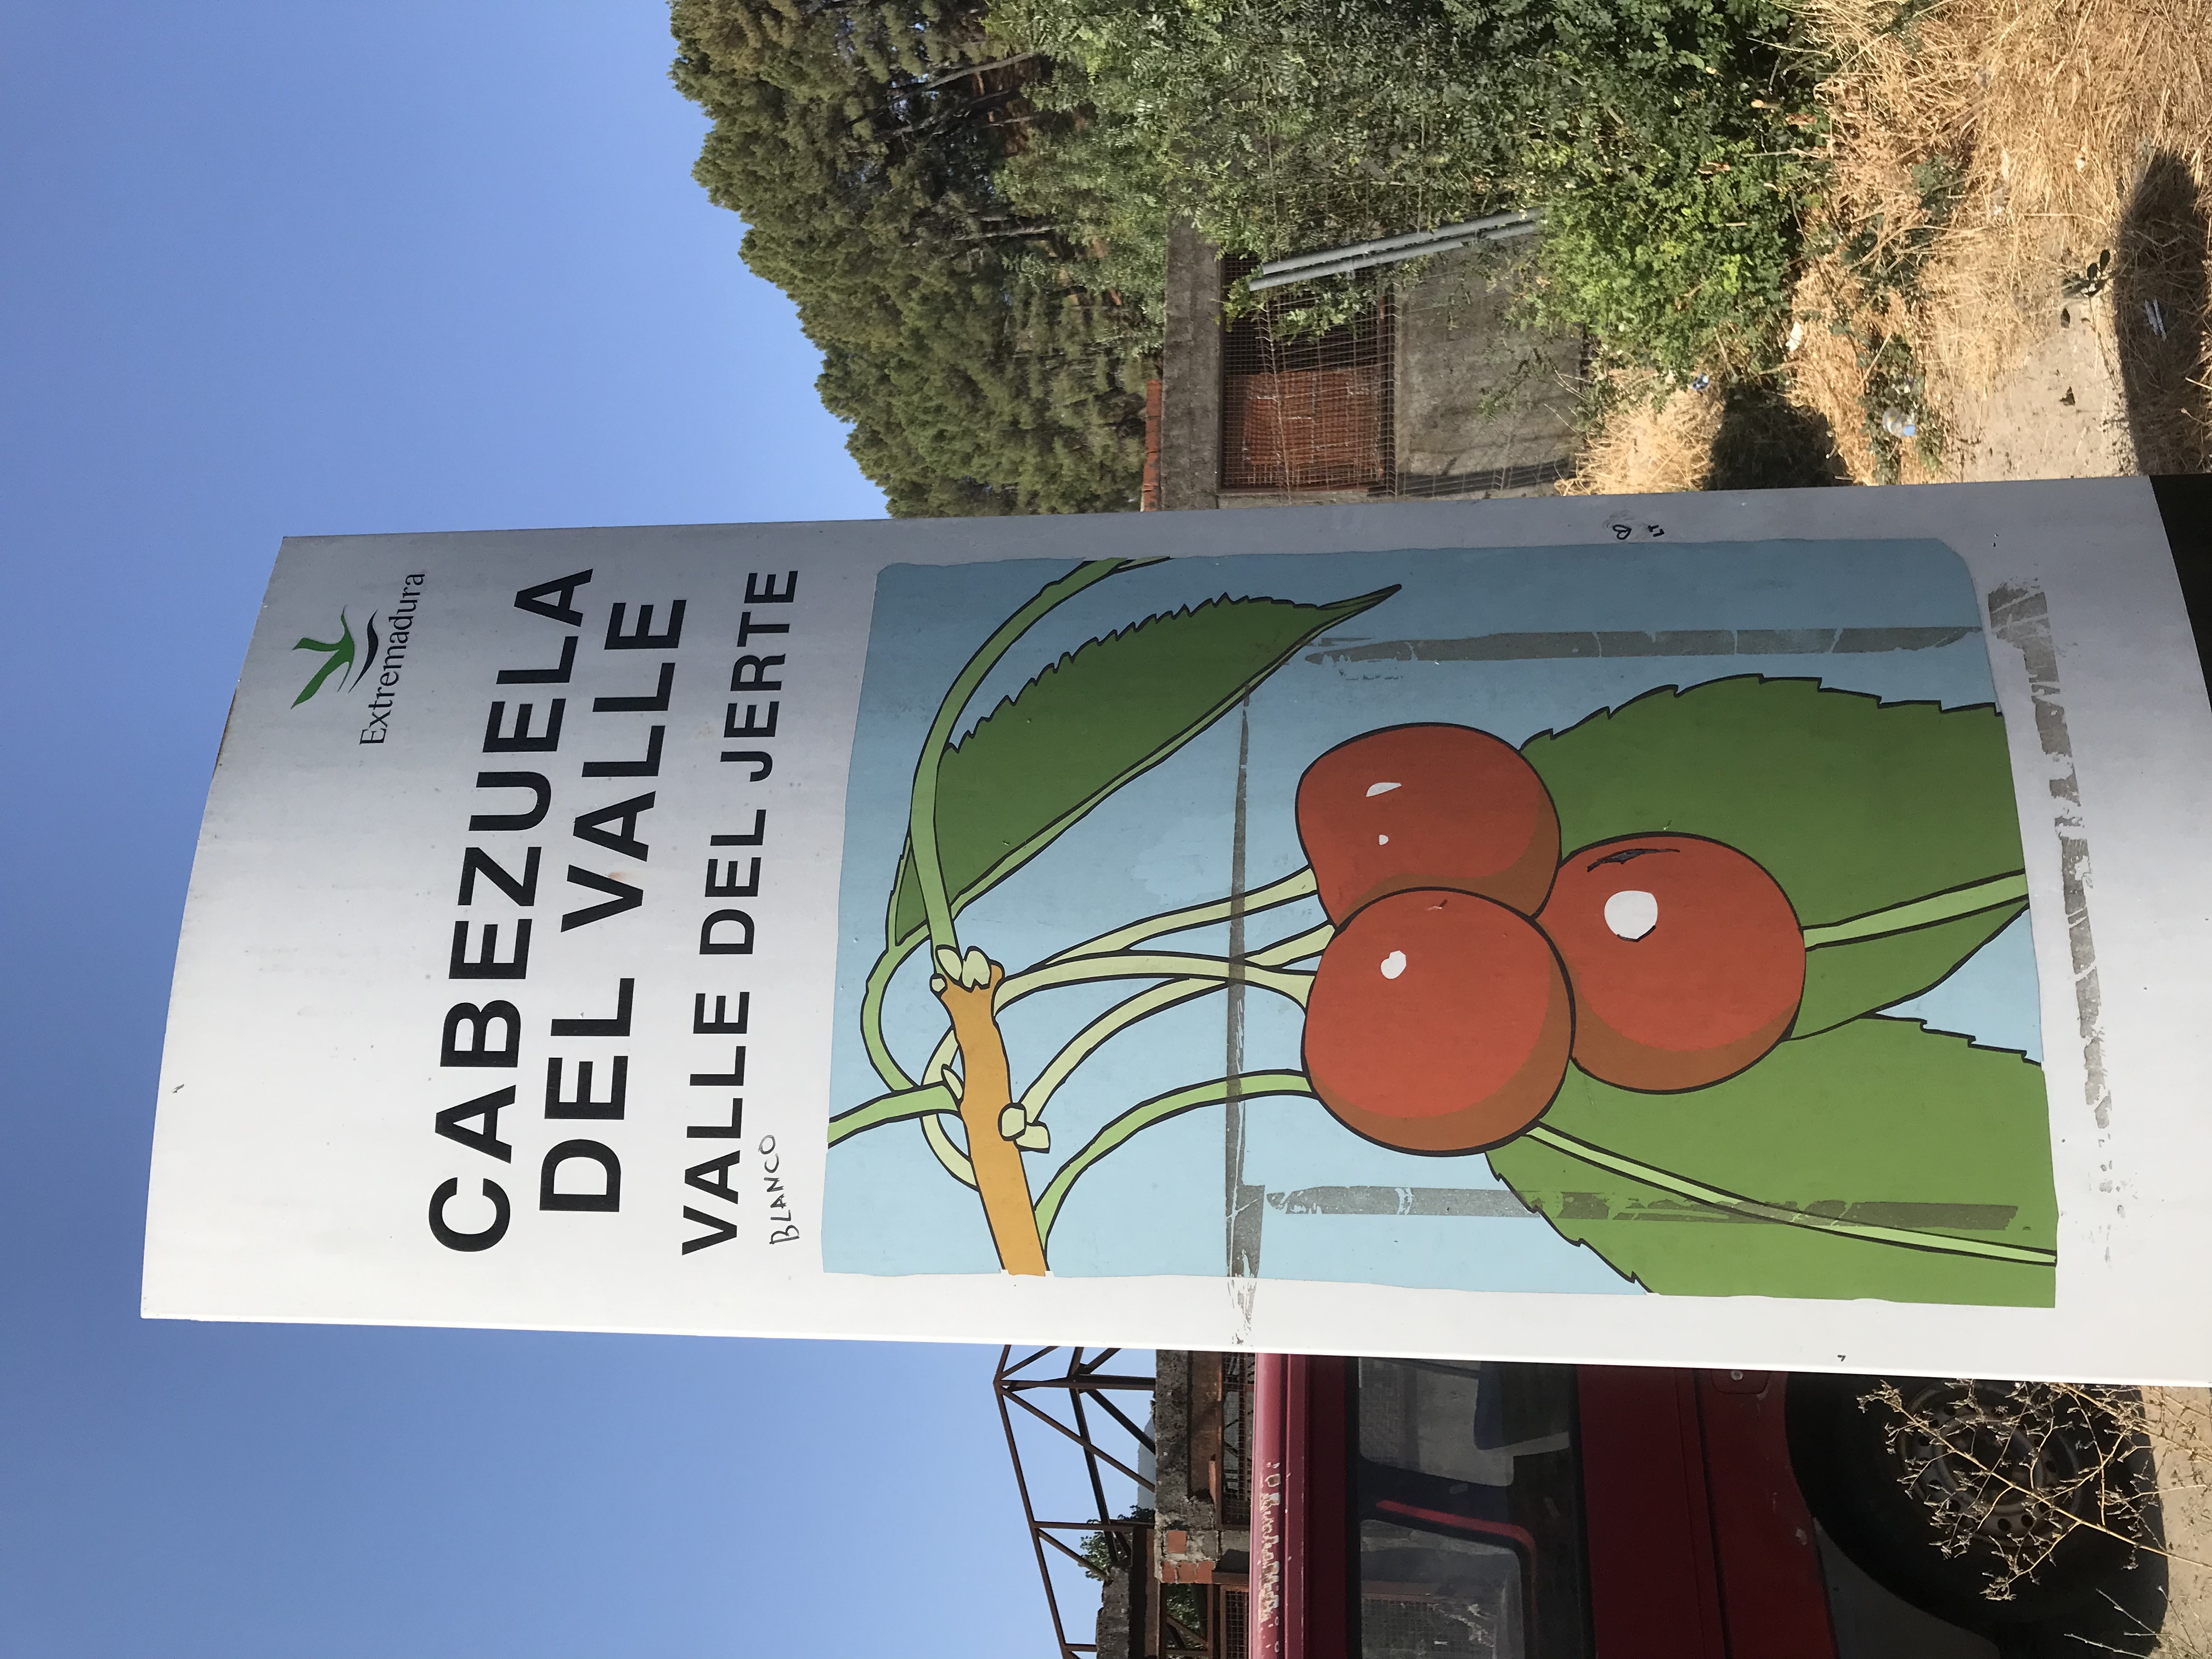 Extremadura
CABEZUELA
DEL VALLE
VALLE DEL JERTE
BLANCO